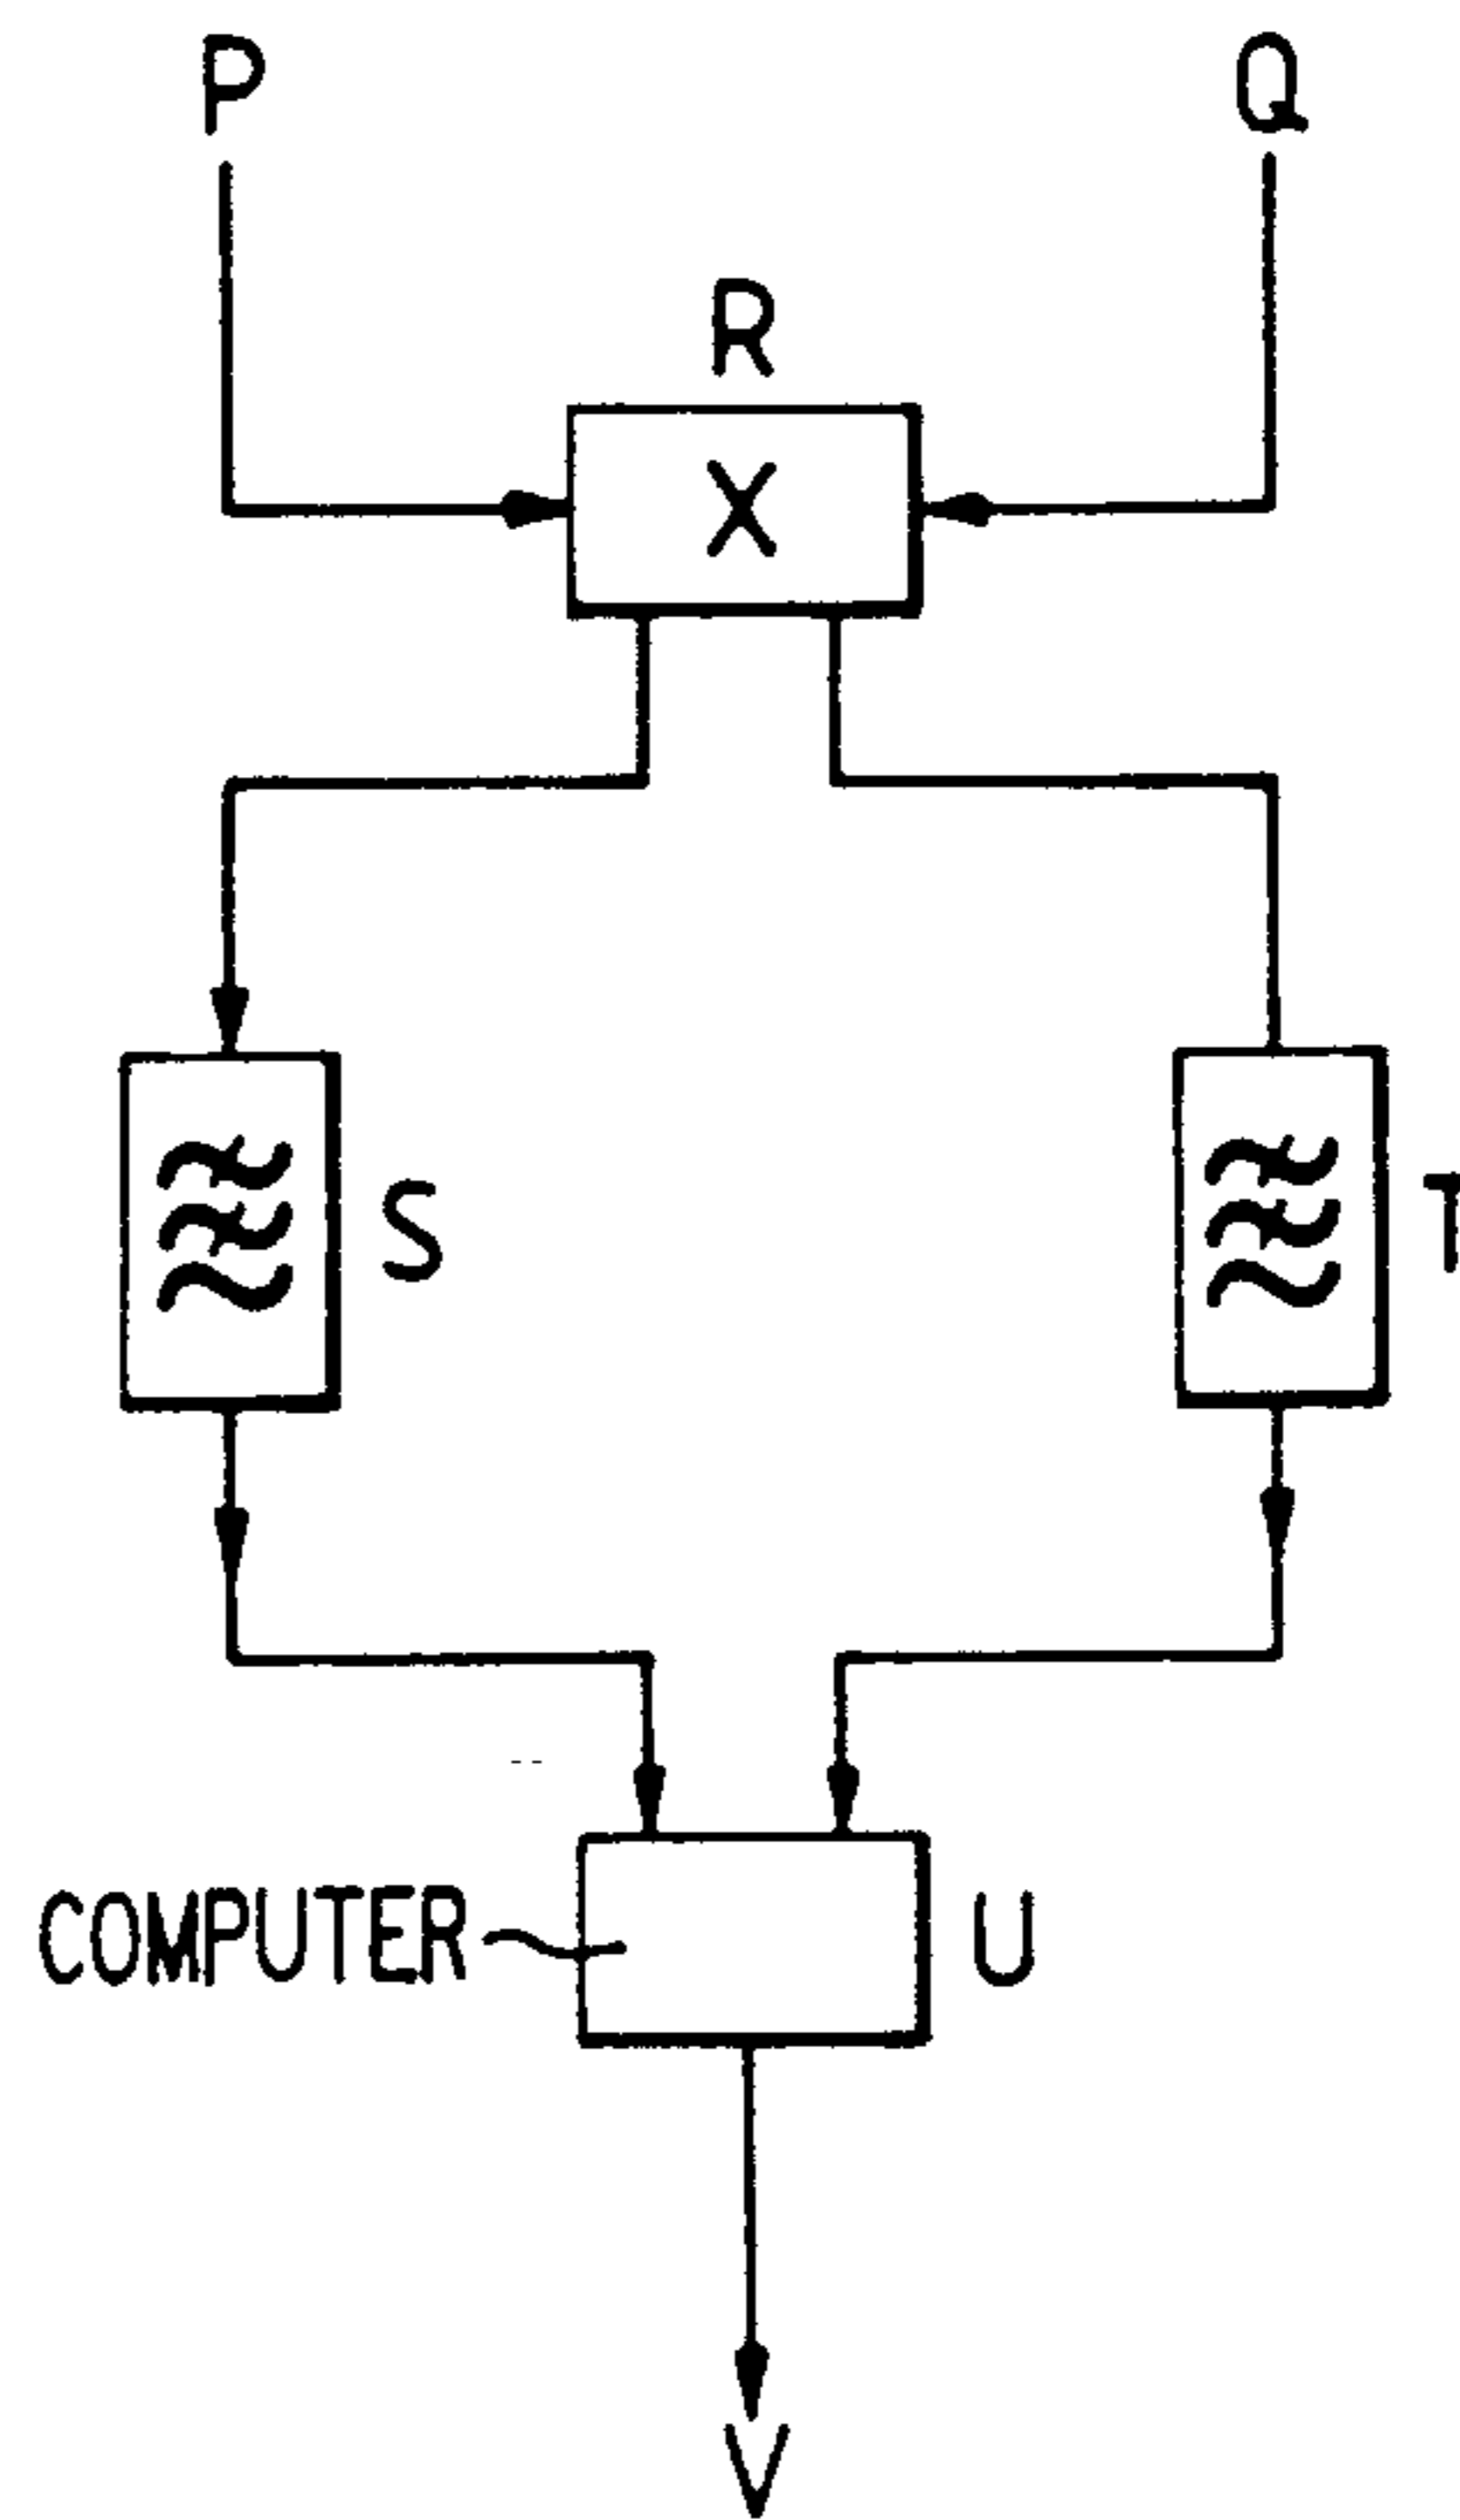 P Q
R
X
S T
COMPUTER U
V